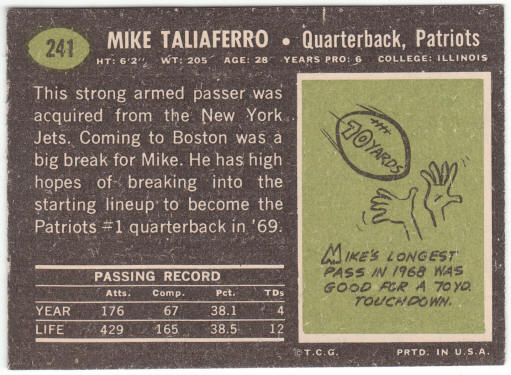 241 MIKE TALIAFERRO • Quarterback, Patriots
HT: 6'2" WT: 205 AGE: 28 YEARS PRO: 6 COLLEGE: ILLINOIS
This strong armed passer was
acquired from the New York
Jets. Coming to Boston was a
big break for Mike. He has high
hopes of breaking into the
starting lineup to become the
Patriots #1 quarterback in '69.
PASSING RECORD
Atts. Comp. Pct. TDs
YEAR 176 67 38.1 4
LIFE 429 165 38.5 12
70 YARDS
MIKE'S LONGEST
PASS IN 1968 WAS
GOOD FOR A 70 YD.
TOUCHDOWN.
©T.C.G. PRTD. IN U.S.A.